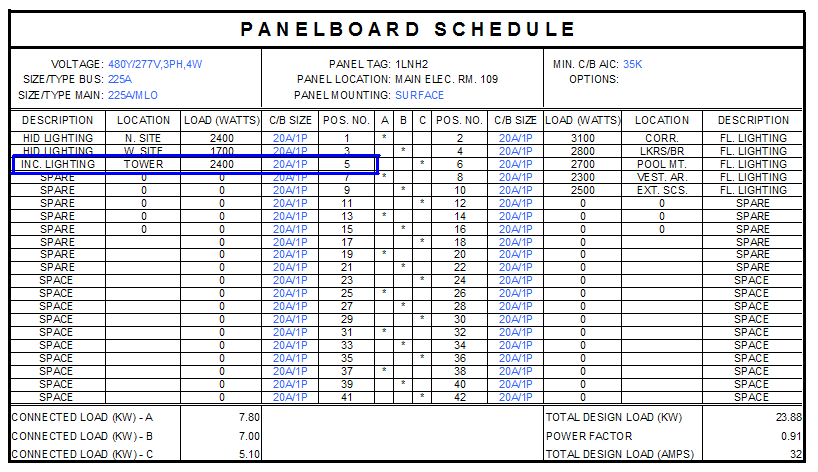 PANELBOARD SCHEDULE
VOLTAGE: 480Y/277V,3PH,4W PANEL TAG: 1LNH2 MIN. C/B AIC: 35K
SIZE/TYPE BUS: 225A PANEL LOCATION: MAIN ELEC. RM. 109 OPTIONS:
SIZE/TYPE MAIN: 225A/MLO PANEL MOUNTING: SURFACE
DESCRIPTION LOCATION LOAD (WATTS) C/B SIZE POS. NO. A B C POS. NO. C/B SIZE LOAD (WATTS) LOCATION DESCRIPTION
HID LIGHTING N. SITE 2400 20A/1P 1 * 2 20A/1P 3100 CORR. FL. LIGHTING
HID LIGHTING W. SITE 1700 20A/1P 3 * 4 20A/1P 2800 LKRS/BR FL. LIGHTING
INC. LIGHTING TOWER 2400 20A/1P 5 * 6 20A/1P 2700 POOL MT. FL. LIGHTING
SPARE 0 0 20A/1P 7 * 8 20A/1P 2300 VEST. AR. FL. LIGHTING
SPARE 0 0 20A/1P 9 * 10 20A/1P 2500 EXT. SCS. FL. LIGHTING
SPARE 0 0 20A/1P 11 * 12 20A/1P 0 0 SPARE
SPARE 0 0 20A/1P 13 * 14 20A/1P 0 0 SPARE
SPARE 0 0 20A/1P 15 * 16 20A/1P 0 0 SPARE
SPARE 0 20A/1P 17 * 18 20A/1P 0 SPARE
SPARE 0 20A/1P 19 * 20 20A/1P 0 SPARE
SPARE 0 20A/1P 21 * 22 20A/1P 0 SPARE
SPACE 0 20A/1P 23 * 24 20A/1P 0 SPACE
SPACE 0 20A/1P 25 * 26 20A/1P 0 SPACE
SPACE 0 20A/1P 27 * 28 20A/1P 0 SPACE
SPACE 0 20A/1P 29 * 30 20A/1P 0 SPACE
SPACE 0 20A/1P 31 * 32 20A/1P 0 SPACE
SPACE 0 20A/1P 33 * 34 20A/1P 0 SPACE
SPACE 0 20A/1P 35 * 36 20A/1P 0 SPACE
SPACE 0 20A/1P 37 * 38 20A/1P 0 SPACE
SPACE 0 20A/1P 39 * 40 20A/1P 0 SPACE
SPACE 0 20A/1P 41 * 42 20A/1P 0 SPACE
CONNECTED LOAD (KW) - A 7.80 TOTAL DESIGN LOAD (KW) 23.88
CONNECTED LOAD (KW) - B 7.00 POWER FACTOR 0.91
CONNECTED LOAD (KW) - C 5.10 TOTAL DESIGN LOAD (AMPS) 32